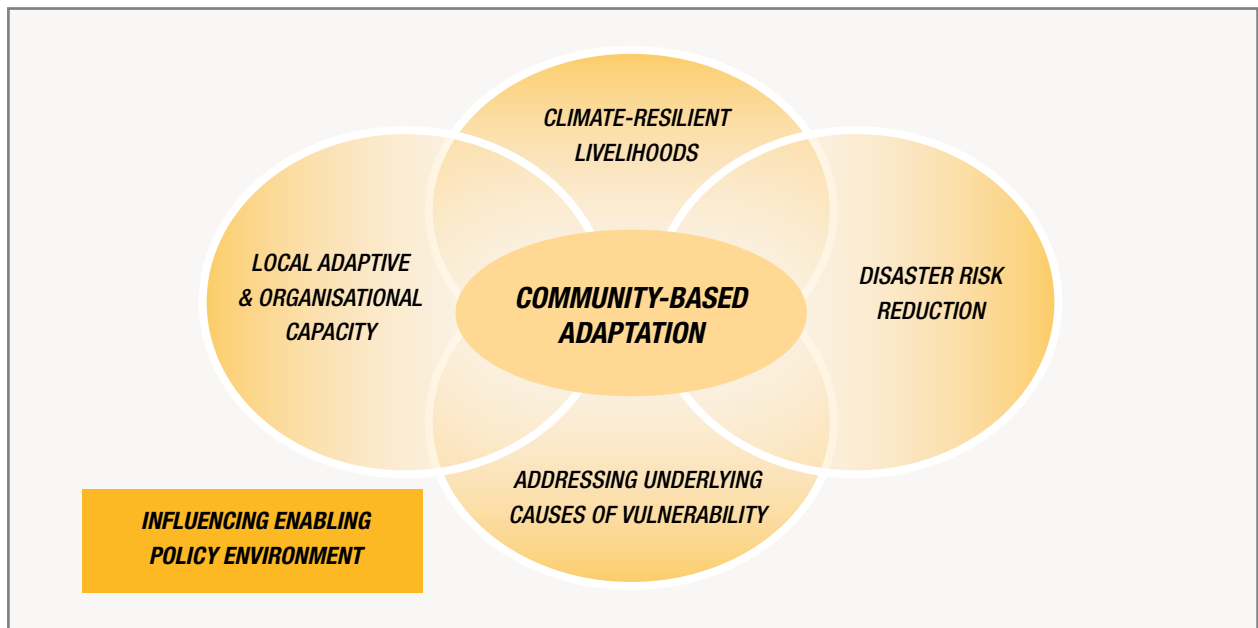 CLIMATE-RESILIENT
LIVELIHOODS
LOCAL ADAPTIVE
& ORGANISATIONAL
CAPACITY
COMMUNITY-BASED
ADAPTATION
DISASTER RISK
REDUCTION
ADDRESSING UNDERLYING
CAUSES OF VULNERABILITY
INFLUENCING ENABLING
POLICY ENVIRONMENT